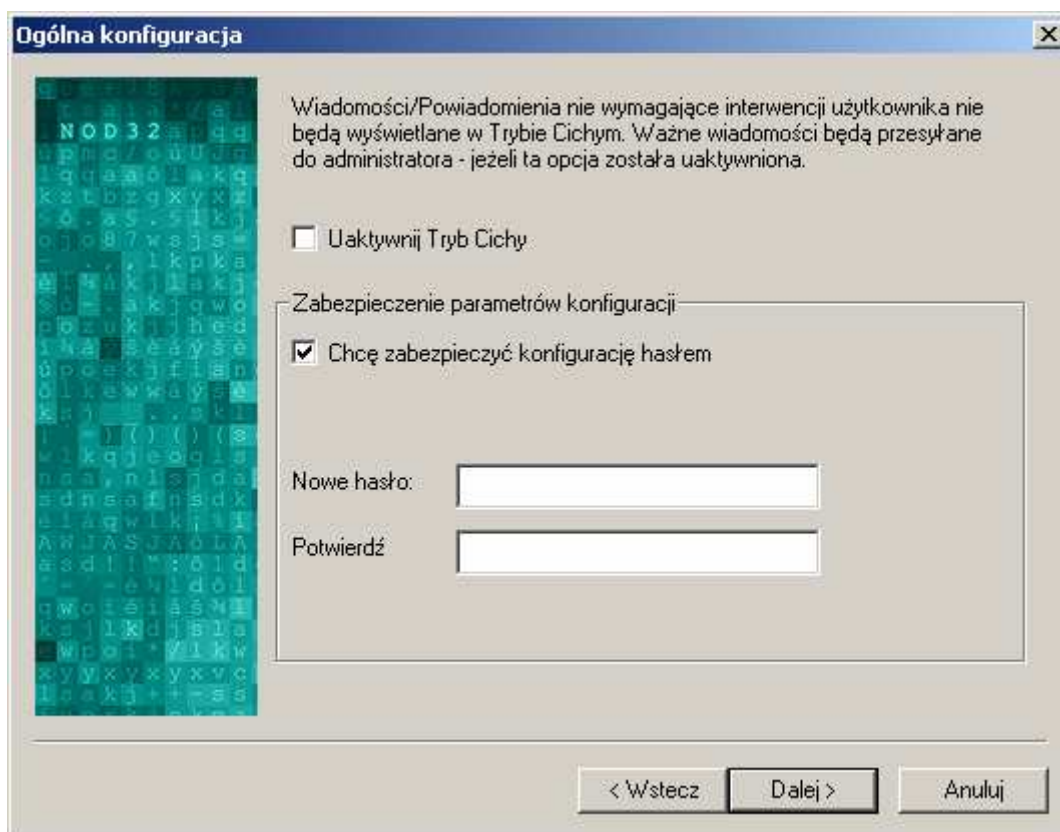 Ogólna konfiguracja
NOD32
Wiadomości/Powiadomienia nie wymagające interwencji użytkownika nie
będą wyświetlane w Trybie Cichym. Ważne wiadomości będą przesyłane
do administratora - jeżeli ta opcja została uaktywniona.
Uaktywnij Tryb Cichy
Zabezpieczenie parametrów konfiguracji
Chcę zabezpieczyć konfigurację hasłem
Nowe hasło:
Potwierdź
< Wstecz
Dalej >
Anuluj